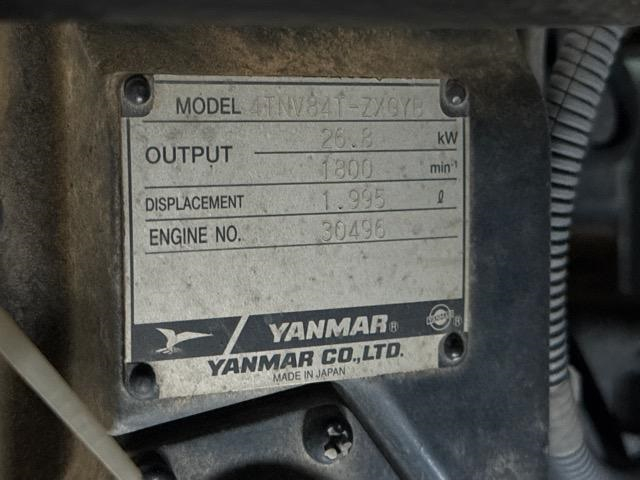 MODEL 4TNV84T-ZXGYB
OUTPUT 26.8 kW
1800 min⁻¹
DISPLACEMENT 1.995 ℓ
ENGINE NO. 30496
YANMAR®
YANMAR CO.,LTD.
MADE IN JAPAN